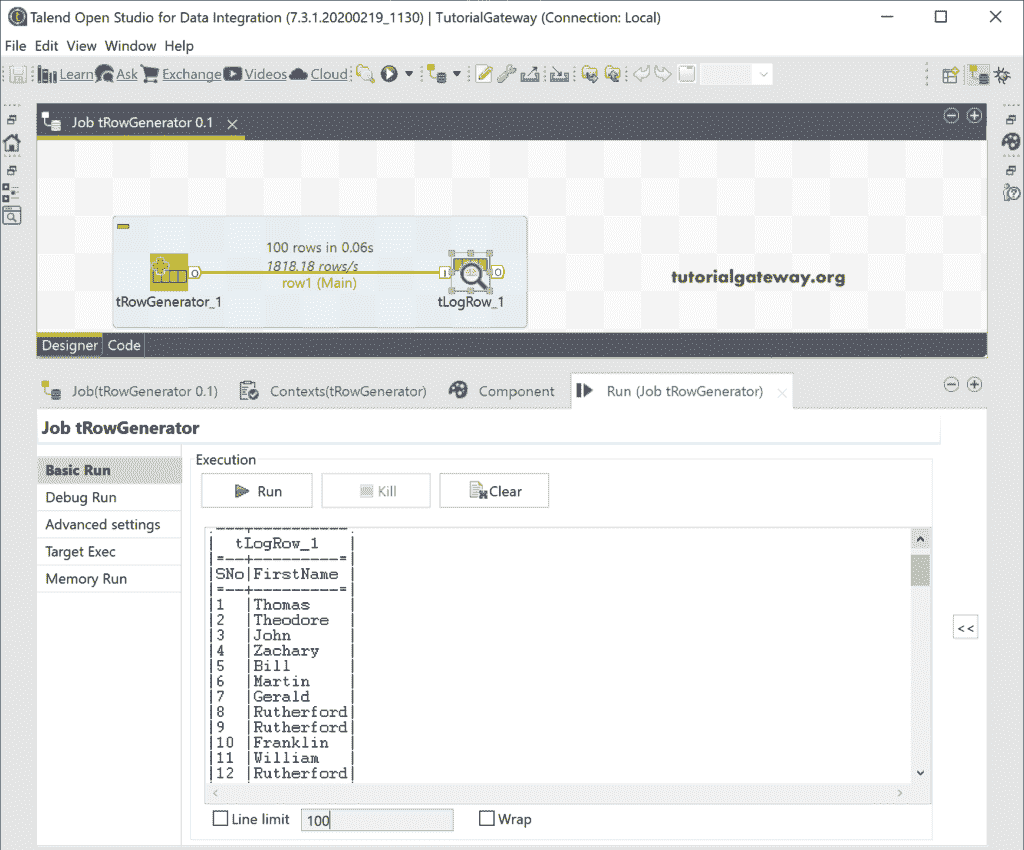 Talend Open Studio for Data Integration (7.3.1.20200219_1130) | TutorialGateway (Connection: Local)
File Edit View Window Help
Learn Ask Exchange Videos Cloud
Job tRowGenerator 0.1
100 rows in 0.06s
1818.18 rows/s
row1 (Main)
tRowGenerator_1
tLogRow_1
tutorialgateway.org
Designer Code
Job(tRowGenerator 0.1) Contexts(tRowGenerator) Component Run (Job tRowGenerator)
Job tRowGenerator
Basic Run
Debug Run
Advanced settings
Target Exec
Memory Run
Execution
Run Kill Clear
| tLogRow_1 |
|=--+---------=|
|SNo|FirstName |
|=--+---------=|
|1 |Thomas |
|2 |Theodore |
|3 |John |
|4 |Zachary |
|5 |Bill |
|6 |Martin |
|7 |Gerald |
|8 |Rutherford|
|9 |Rutherford|
|10 |Franklin |
|11 |William |
|12 |Rutherford|
<<
Line limit 100 Wrap